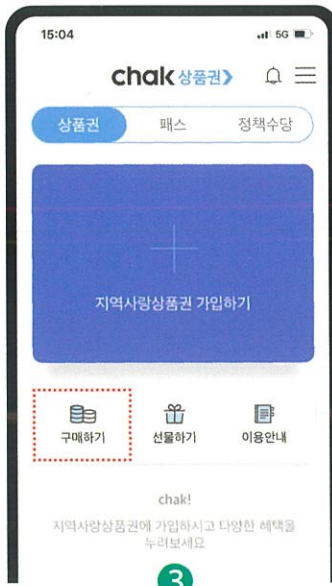 15:04 5G
chak 상품권
상품권 패스 정책수당
지역사랑상품권 가입하기
구매하기 선물하기 이용안내
chak!
지역사랑상품권에 가입하시고 다양한 혜택을
누려보세요
3